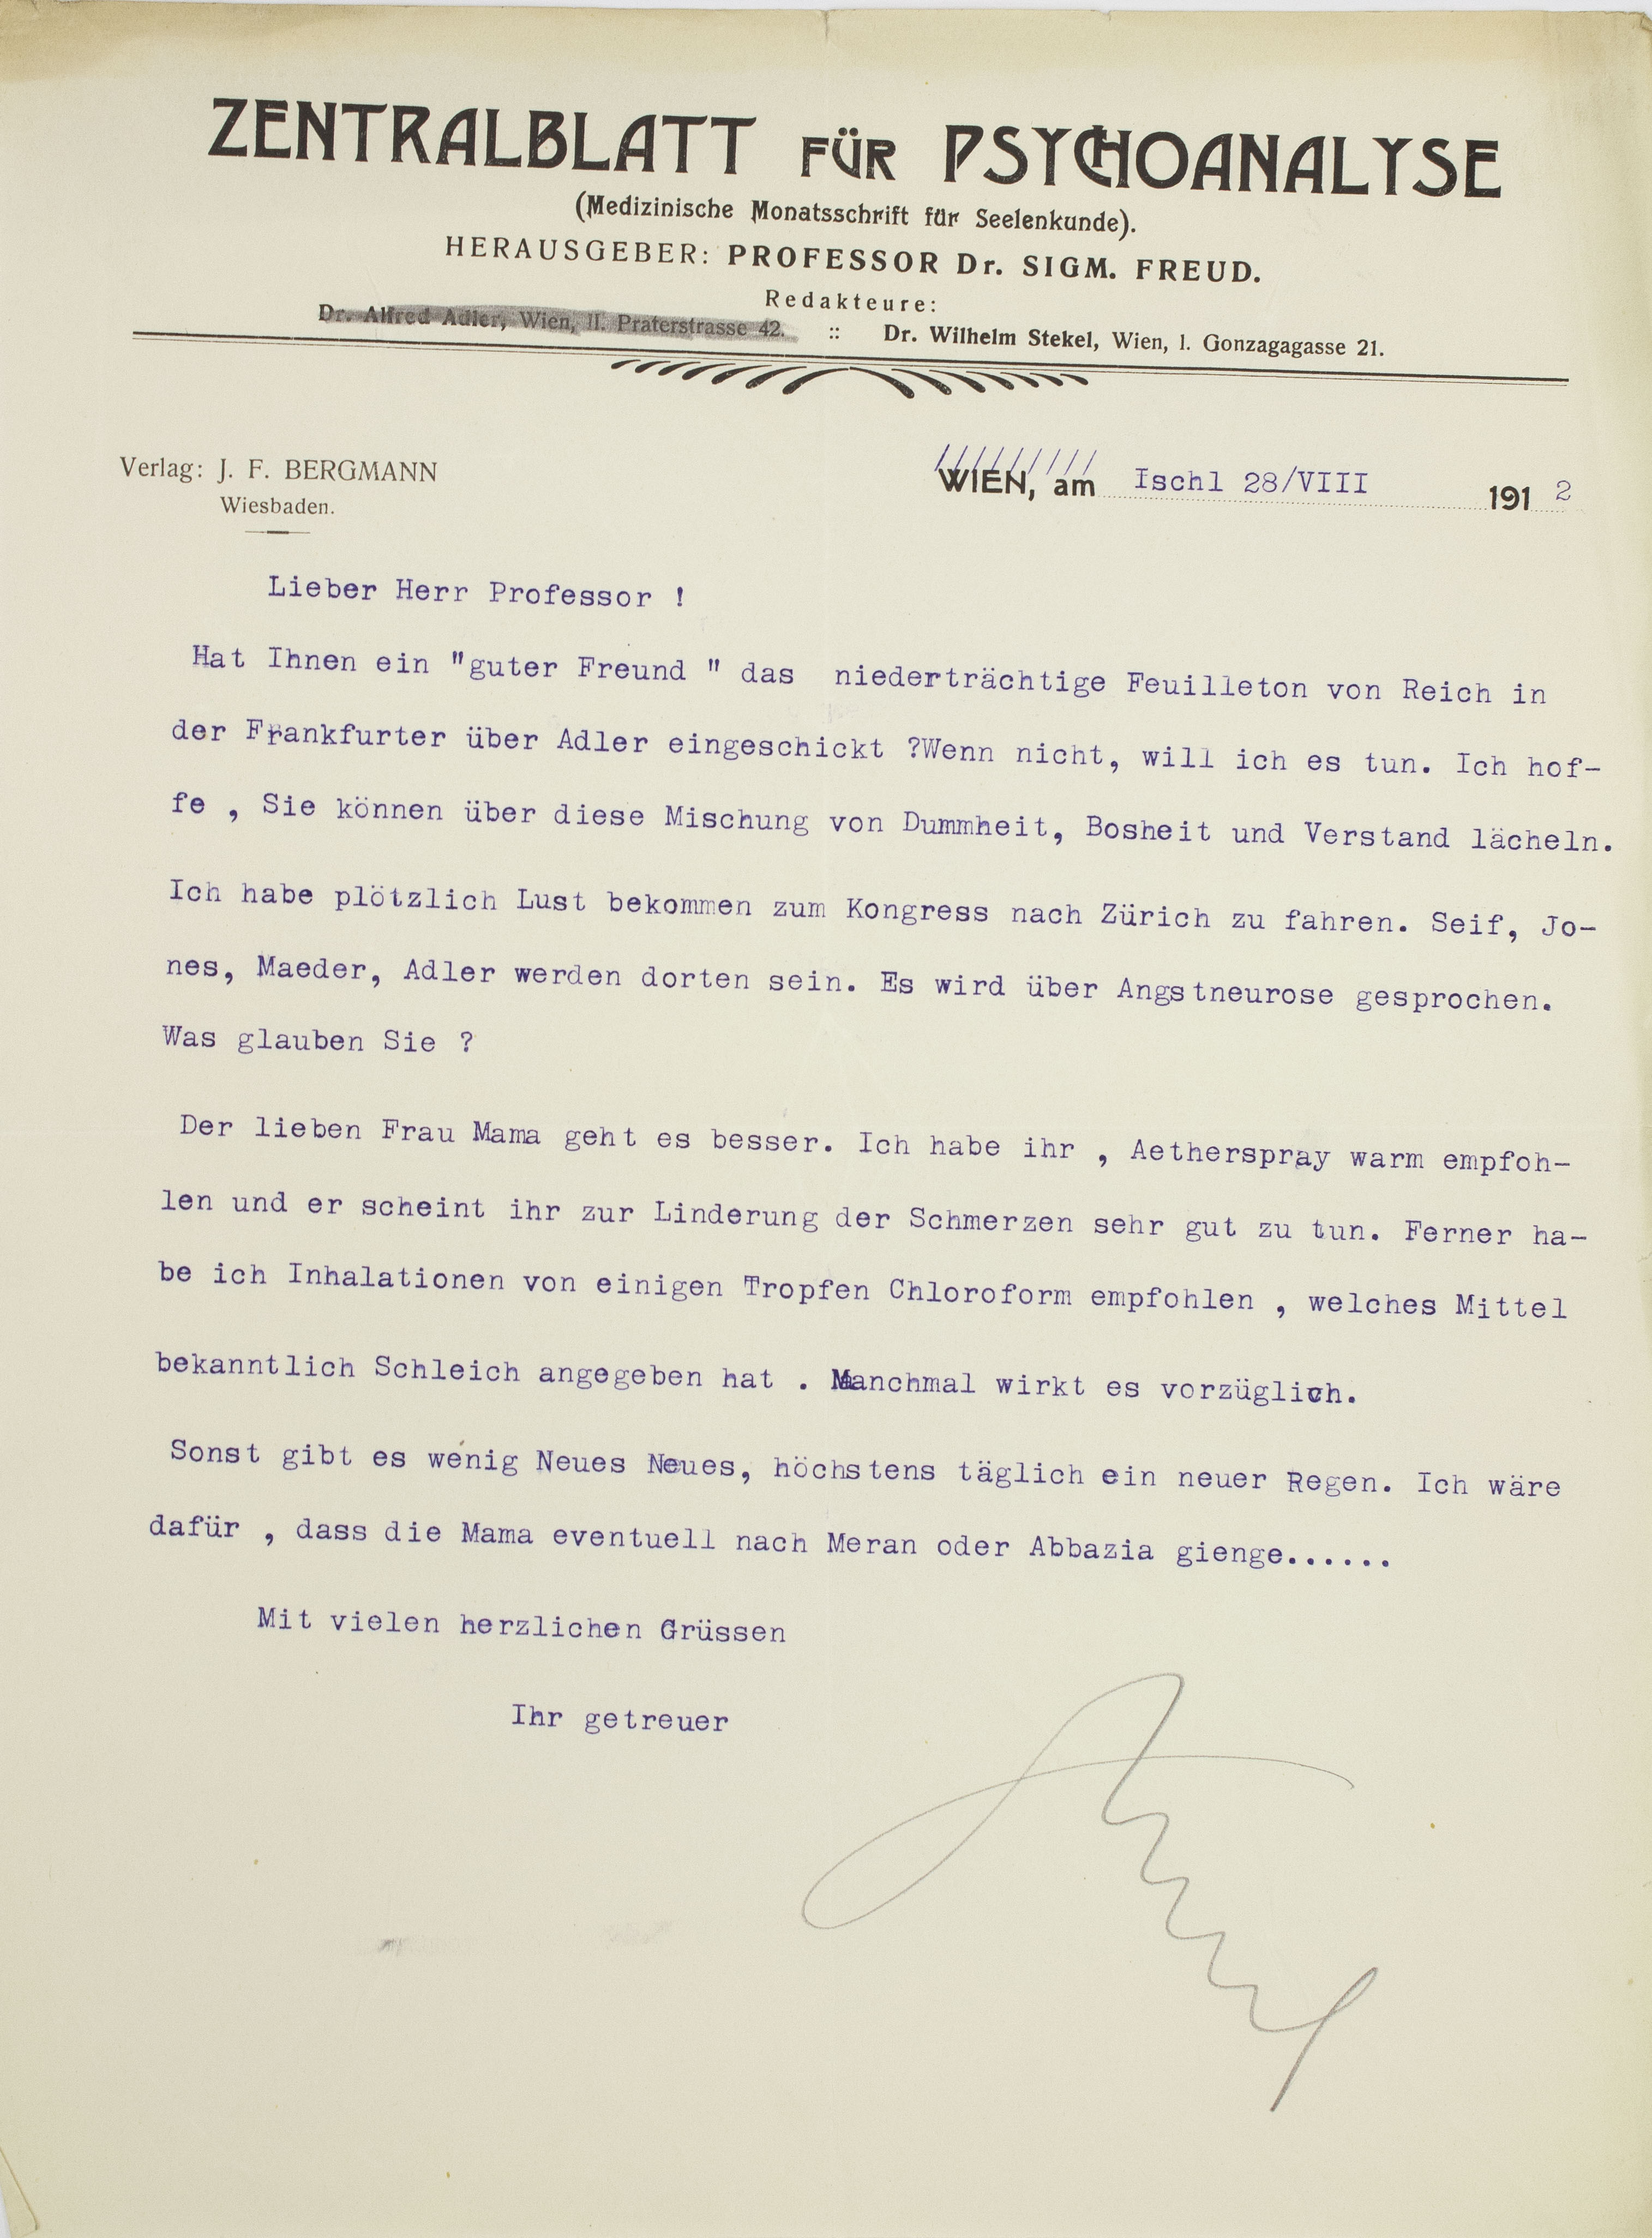 ZENTRALBLATT FÜR PSYCHOANALYSE
(Medizinische Monatsschrift für Seelenkunde).
HERAUSGEBER: PROFESSOR Dr. SIGM. FREUD.
Redakteure:
Dr. Alfred Adler, Wien, II. Praterstrasse 42. :: Dr. Wilhelm Stekel, Wien, I. Gonzagagasse 21.
Verlag: J. F. BERGMANN
Wiesbaden.
WIEN, am Ischl 28/VIII 1912
Lieber Herr Professor !
Hat Ihnen ein "guter Freund " das niederträchtige Feuilleton von Reich in
der Frankfurter über Adler eingeschickt ?Wenn nicht, will ich es tun. Ich hof-
fe , Sie können über diese Mischung von Dummheit, Bosheit und Verstand lächeln.
Ich habe plötzlich Lust bekommen zum Kongress nach Zürich zu fahren. Seif, Jo-
nes, Maeder, Adler werden dorten sein. Es wird über Angstneurose gesprochen.
Was glauben Sie ?
Der lieben Frau Mama geht es besser. Ich habe ihr , Aetherspray warm empfoh-
len und er scheint ihr zur Linderung der Schmerzen sehr gut zu tun. Ferner ha-
be ich Inhalationen von einigen Tropfen Chloroform empfohlen , welches Mittel
bekanntlich Schleich angegeben hat . Manchmal wirkt es vorzüglich.
Sonst gibt es wenig Neues Neues, höchstens täglich ein neuer Regen. Ich wäre
dafür , dass die Mama eventuell nach Meran oder Abbazia gienge......
Mit vielen herzlichen Grüssen
Ihr getreuer